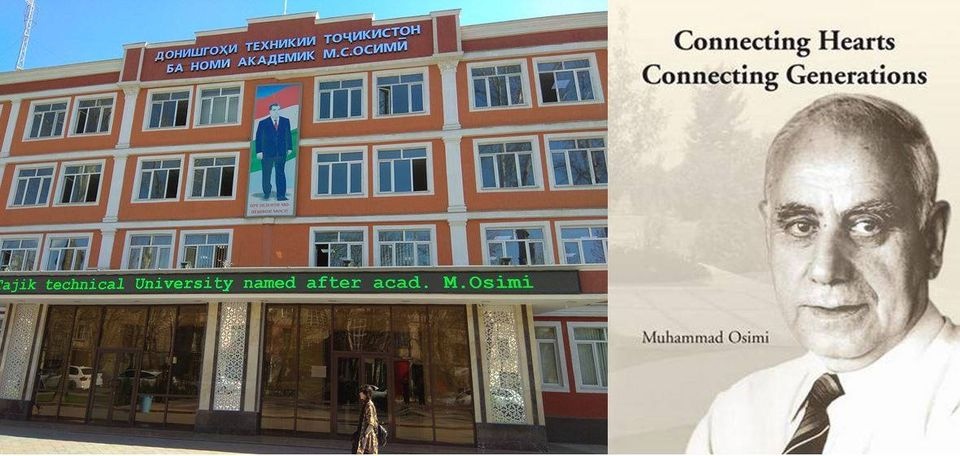 ДОНИШГОҲИ ТЕХНИКИИ ТОҶИКИСТОН
БА НОМИ АКАДЕМИК М.С.ОСИМӢ
Tajik technical University named after acad. M.Osimi
Connecting Hearts
Connecting Generations
Muhammad Osimi